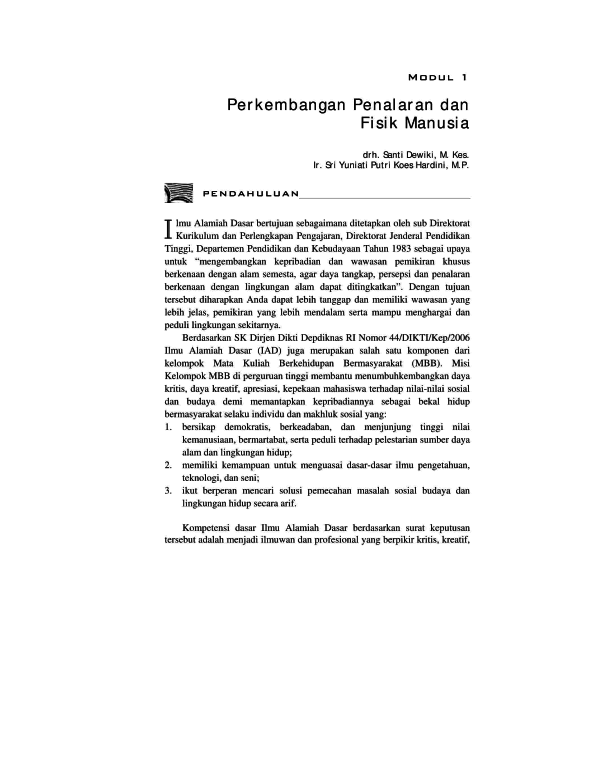 Modul 1
Perkembangan Penalaran dan
Fisik Manusia
drh. Santi Dewiki, M. Kes.
Ir. Sri Yuniati Putri Koes Hardini, M.P.
PENDAHULUAN
Ilmu Alamiah Dasar bertujuan sebagaimana ditetapkan oleh sub Direktorat
Kurikulum dan Perlengkapan Pengajaran, Direktorat Jenderal Pendidikan
Tinggi, Departemen Pendidikan dan Kebudayaan Tahun 1983 sebagai upaya
untuk “mengembangkan kepribadian dan wawasan pemikiran khusus
berkenaan dengan alam semesta, agar daya tangkap, persepsi dan penalaran
berkenaan dengan lingkungan alam dapat ditingkatkan”. Dengan tujuan
tersebut diharapkan Anda dapat lebih tanggap dan memiliki wawasan yang
lebih jelas, pemikiran yang lebih mendalam serta mampu menghargai dan
peduli lingkungan sekitarnya.
Berdasarkan SK Dirjen Dikti Depdiknas RI Nomor 44/DIKTI/Kep/2006
Ilmu Alamiah Dasar (IAD) juga merupakan salah satu komponen dari
kelompok Mata Kuliah Berkehidupan Bermasyarakat (MBB). Misi
Kelompok MBB di perguruan tinggi membantu menumbuhkembangkan daya
kritis, daya kreatif, apresiasi, kepekaan mahasiswa terhadap nilai-nilai sosial
dan budaya demi memantapkan kepribadiannya sebagai bekal hidup
bermasyarakat selaku individu dan makhluk sosial yang:
1. bersikap demokratis, berkeadaban, dan menjunjung tinggi nilai
kemanusiaan, bermartabat, serta peduli terhadap pelestarian sumber daya
alam dan lingkungan hidup;
2. memiliki kemampuan untuk menguasai dasar-dasar ilmu pengetahuan,
teknologi, dan seni;
3. ikut berperan mencari solusi pemecahan masalah sosial budaya dan
lingkungan hidup secara arif.
Kompetensi dasar Ilmu Alamiah Dasar berdasarkan surat keputusan
tersebut adalah menjadi ilmuwan dan profesional yang berpikir kritis, kreatif,